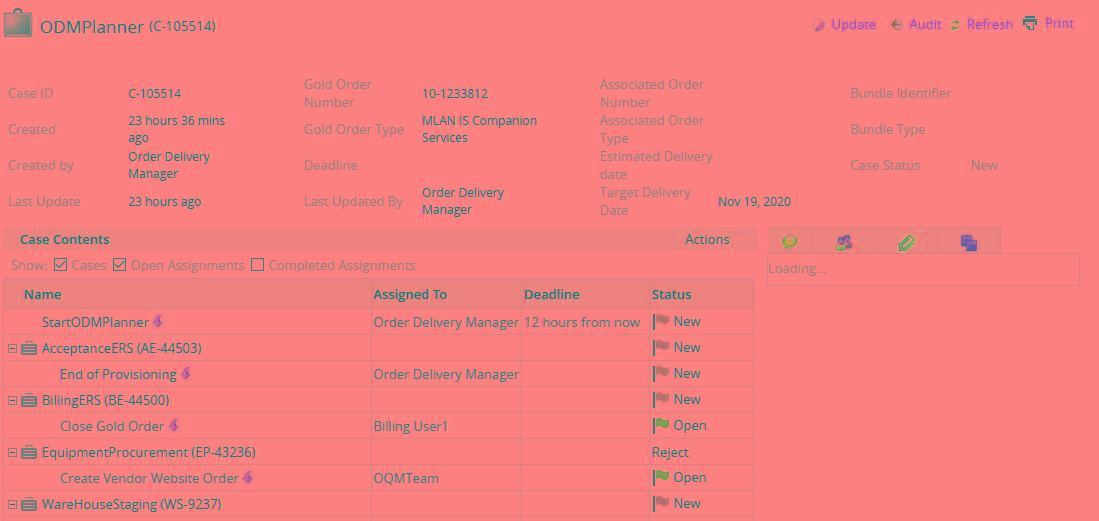 ODMPlanner (C-105514)
Update Audit Refresh Print
Case ID C-105514 Gold Order Number 10-1233812 Associated Order Number Bundle Identifier
Created 23 hours 36 mins ago Gold Order Type MLAN IS Companion Services Associated Order Type Bundle Type
Created by Order Delivery Manager Deadline Estimated Delivery date Case Status New
Last Update 23 hours ago Last Updated By Order Delivery Manager Target Delivery Date Nov 19, 2020
Case Contents Actions
Show: Cases Open Assignments Completed Assignments
Loading...
Name Assigned To Deadline Status
StartODMPlanner Order Delivery Manager 12 hours from now New
AcceptanceERS (AE-44503) New
End of Provisioning Order Delivery Manager New
BillingERS (BE-44500) New
Close Gold Order Billing User1 Open
EquipmentProcurement (EP-43236) Reject
Create Vendor Website Order OQMTeam Open
WareHouseStaging (WS-9237) New